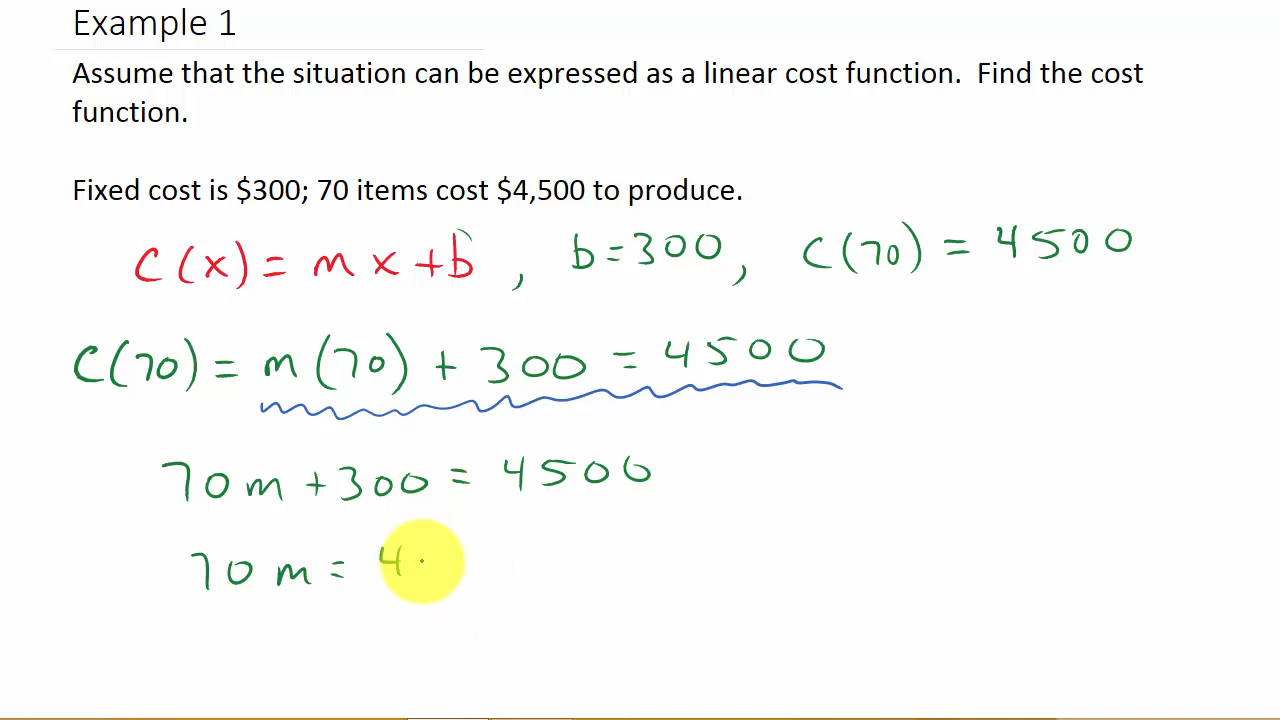 Example 1
Assume that the situation can be expressed as a linear cost function. Find the cost
function.
Fixed cost is $300; 70 items cost $4,500 to produce.
C(x) = mx+b, b=300, C(70) = 4500
C(70) = m(70) + 300 = 4500
70m+300 = 4500
70m = 4